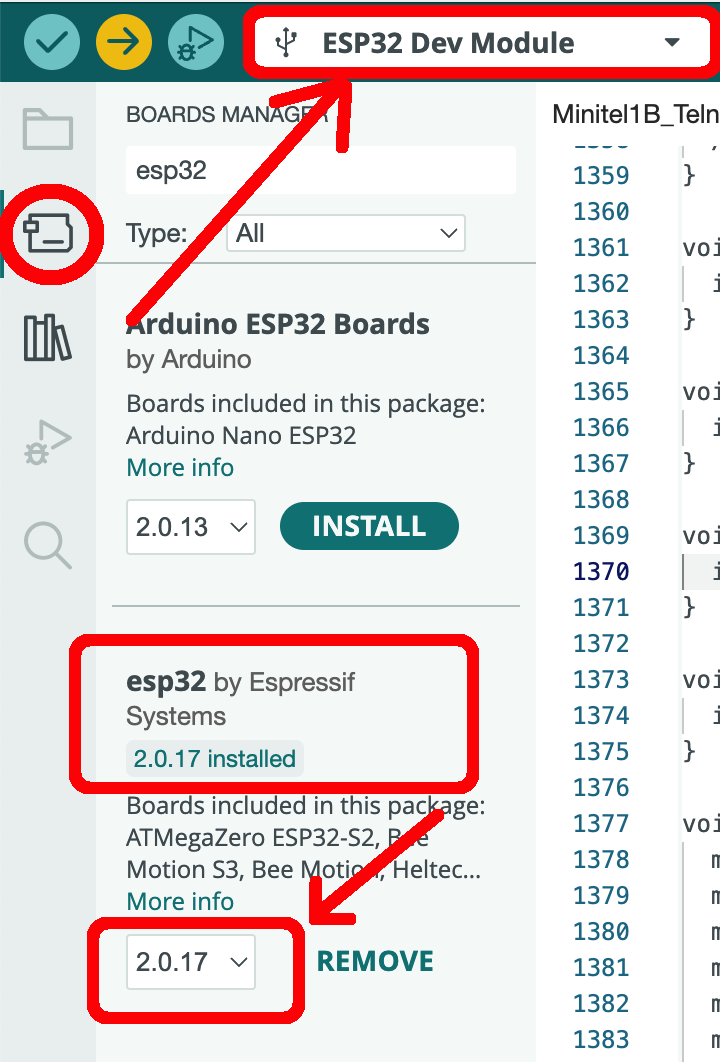 ESP32 Dev Module
BOARDS MANAGER
esp32
Type: All
Arduino ESP32 Boards
by Arduino
Boards included in this package:
Arduino Nano ESP32
More info
2.0.13 INSTALL
esp32 by Espressif
Systems
2.0.17 installed
Boards included in this package:
ATMegaZero ESP32-S2, Bee
Motion S3, Bee Motion, Heltec...
More info
2.0.17 REMOVE
Minitel1B_Teln
1359 }
1360
1361 voi
1362 i
1363 }
1364
1365 voi
1366 i
1367 }
1368
1369 voi
1370 i
1371 }
1372
1373 voi
1374 i
1375 }
1376
1377 voi
1378 m
1379 m
1380 m
1381 m
1382 m
1383 m